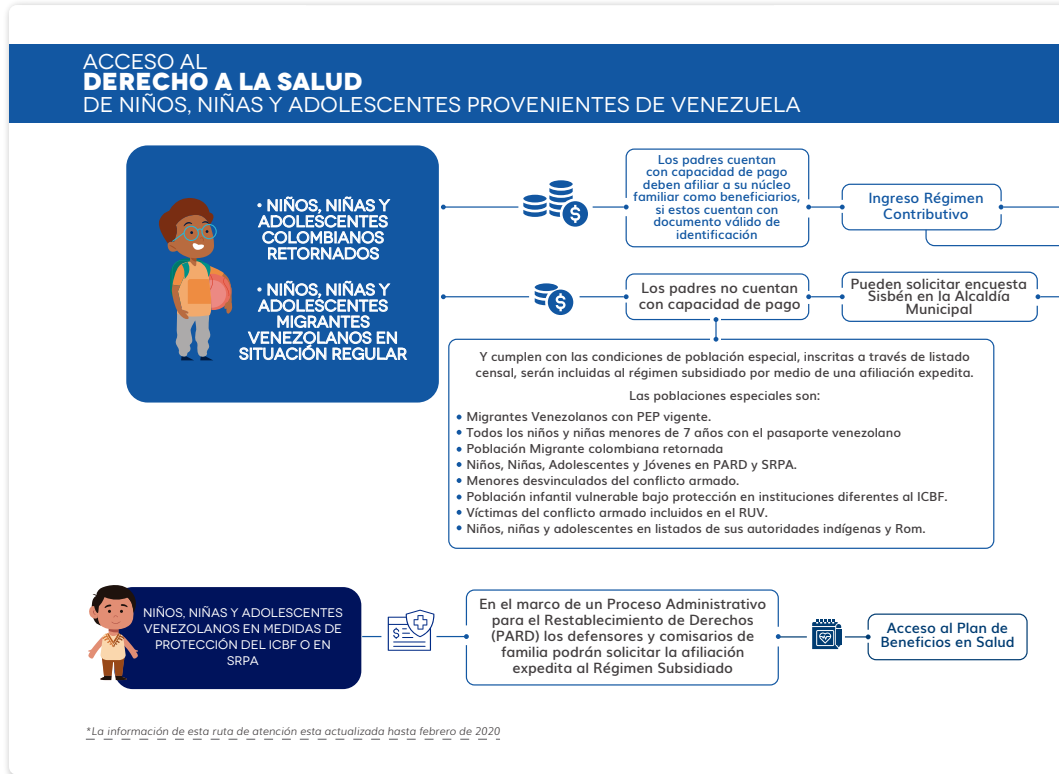 ACCESO AL
DERECHO A LA SALUD
DE NIÑOS, NIÑAS Y ADOLESCENTES PROVENIENTES DE VENEZUELA
• NIÑOS, NIÑAS Y
ADOLESCENTES
COLOMBIANOS
RETORNADOS
• NIÑOS, NIÑAS Y
ADOLESCENTES
MIGRANTES
VENEZOLANOS EN
SITUACIÓN REGULAR
$
Los padres cuentan
con capacidad de pago
deben afiliar a su núcleo
familiar como beneficiarios,
si estos cuentan con
documento válido de
identificación
Ingreso Régimen
Contributivo
$
Los padres no cuentan
con capacidad de pago
Pueden solicitar encuesta
Sisbén en la Alcaldía
Municipal
Y cumplen con las condiciones de población especial, inscritas a través de listado
censal, serán incluidas al régimen subsidiado por medio de una afiliación expedita.
Las poblaciones especiales son:
• Migrantes Venezolanos con PEP vigente.
• Todos los niños y niñas menores de 7 años con el pasaporte venezolano
• Población Migrante colombiana retornada
• Niños, Niñas, Adolescentes y Jóvenes en PARD y SRPA.
• Menores desvinculados del conflicto armado.
• Población infantil vulnerable bajo protección en instituciones diferentes al ICBF.
• Víctimas del conflicto armado incluidos en el RUV.
• Niños, niñas y adolescentes en listados de sus autoridades indígenas y Rom.
NIÑOS, NIÑAS Y ADOLESCENTES
VENEZOLANOS EN MEDIDAS DE
PROTECCIÓN DEL ICBF O EN
SRPA
$
En el marco de un Proceso Administrativo
para el Restablecimiento de Derechos
(PARD) los defensores y comisarios de
familia podrán solicitar la afiliación
expedita al Régimen Subsidiado
Acceso al Plan de
Beneficios en Salud
*La información de esta ruta de atención esta actualizada hasta febrero de 2020